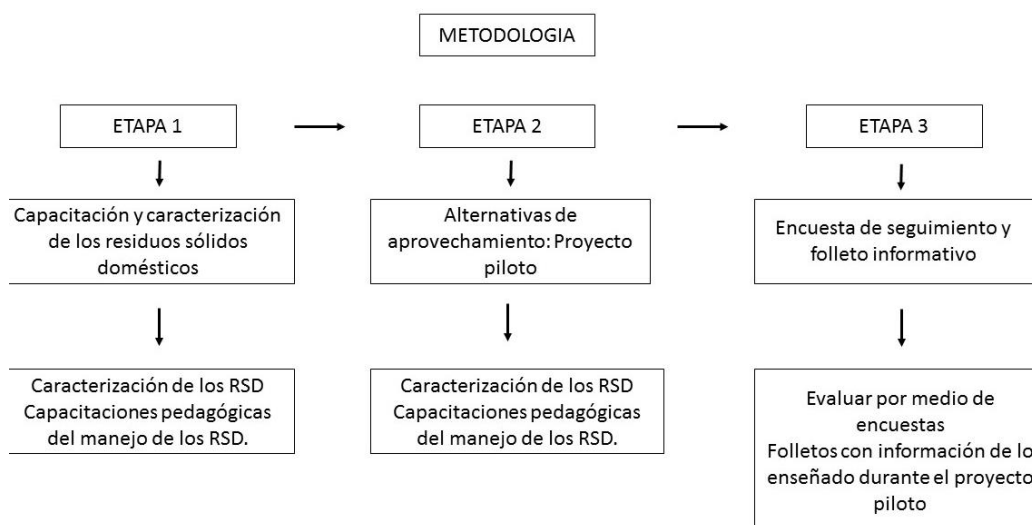 METODOLOGIA
ETAPA 1
ETAPA 2
ETAPA 3
Capacitación y caracterización
de los residuos sólidos
domésticos
Alternativas de
aprovechamiento: Proyecto
piloto
Encuesta de seguimiento y
folleto informativo
Caracterización de los RSD
Capacitaciones pedagógicas
del manejo de los RSD.
Caracterización de los RSD
Capacitaciones pedagógicas
del manejo de los RSD.
Evaluar por medio de
encuestas
Folletos con información de lo
enseñado durante el proyecto
piloto